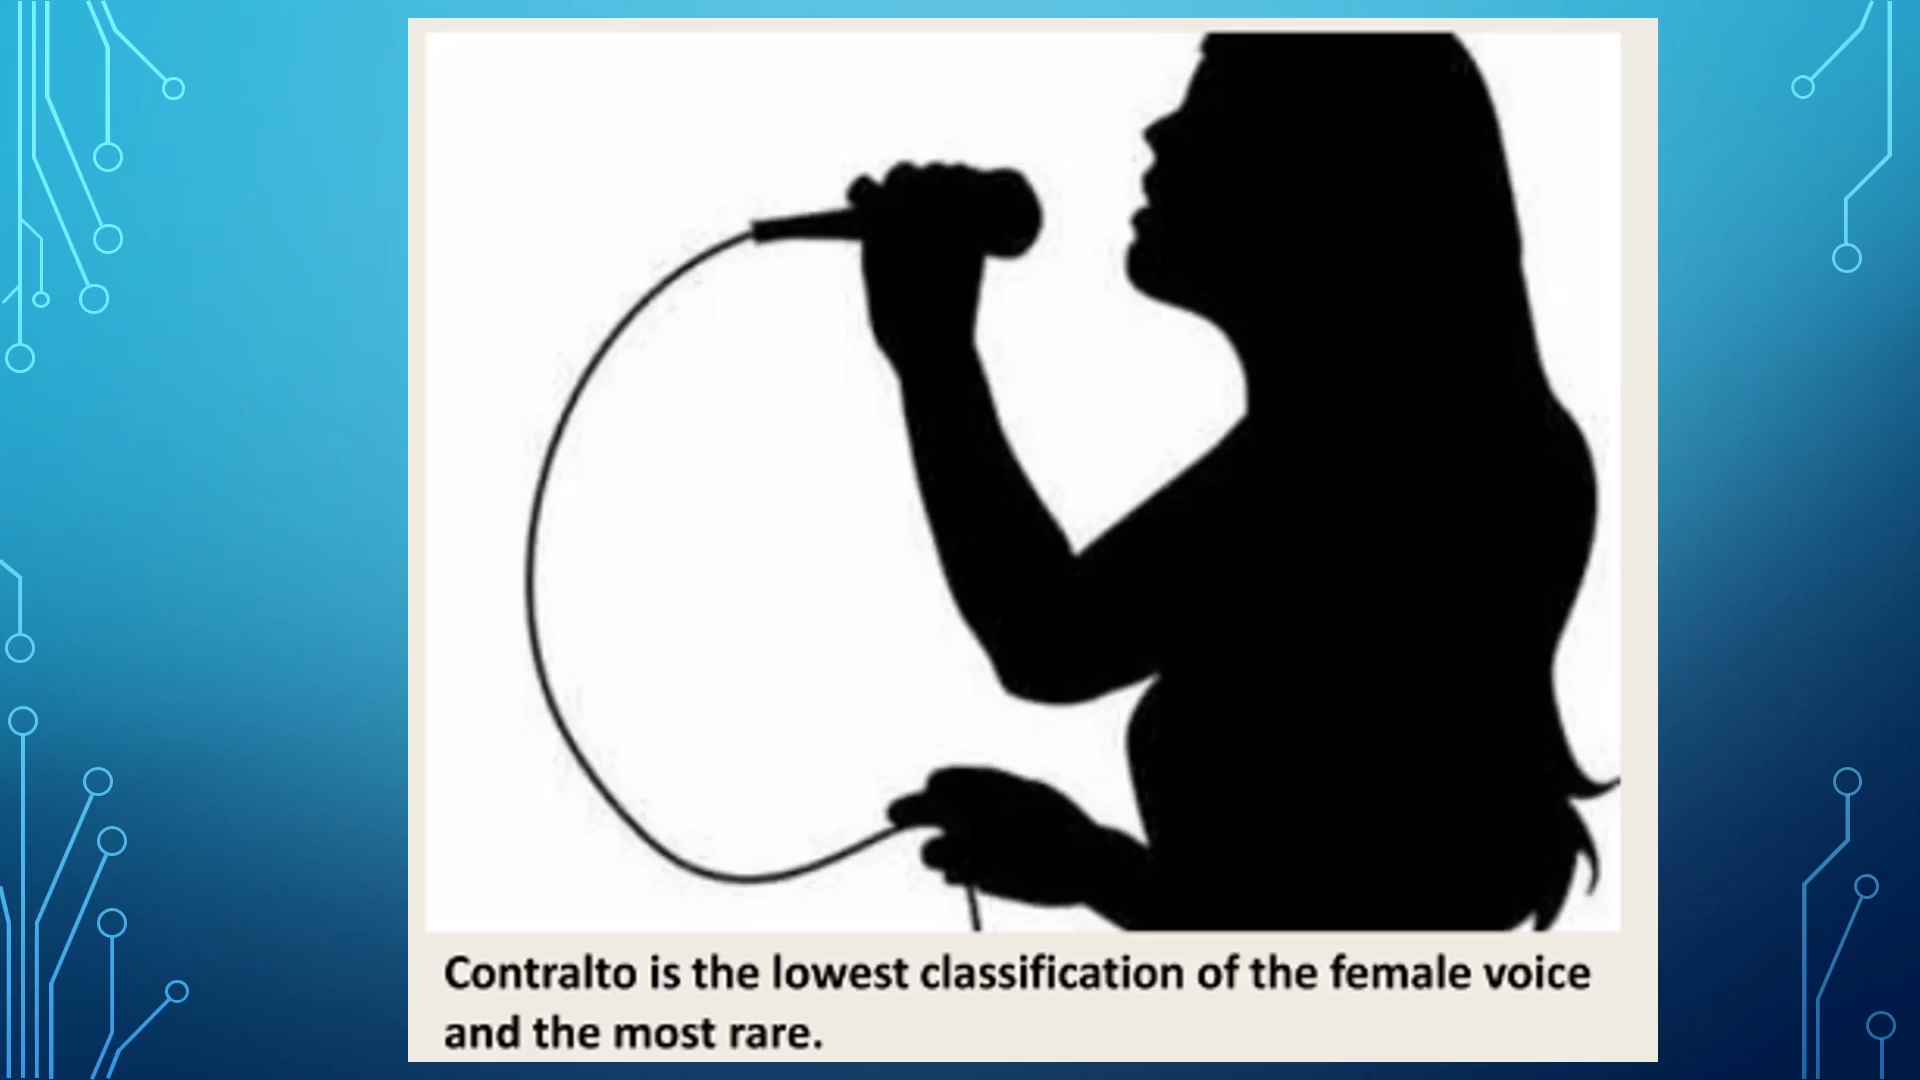 Contralto is the lowest classification of the female voice
and the most rare.